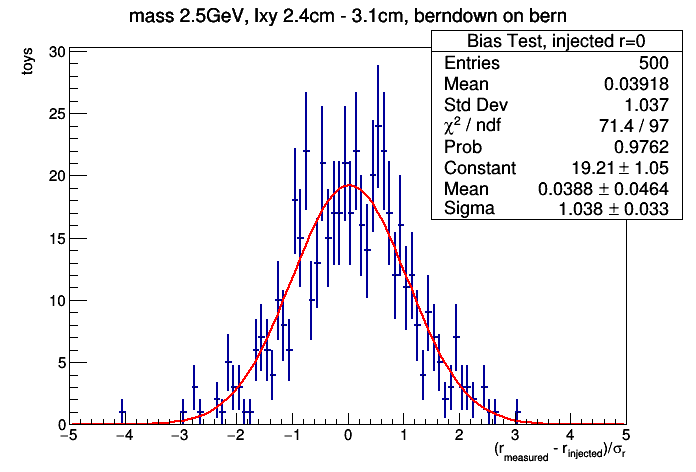 mass 2.5GeV, lxy 2.4cm - 3.1cm, berndown on bern
toys
Bias Test, injected r=0
Entries 500
Mean 0.03918
Std Dev 1.037
χ² / ndf 71.4 / 97
Prob 0.9762
Constant 19.21 ± 1.05
Mean 0.0388 ± 0.0464
Sigma 1.038 ± 0.033
30
25
20
15
10
5
0
−5 −4 −3 −2 −1 0 1 2 3 4 5
(r_measured - r_injected)/σ_r